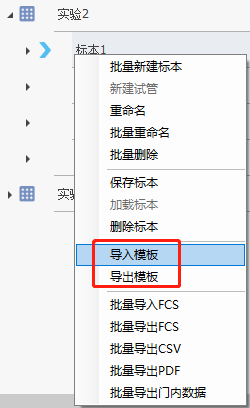 实验2
标本1
批量新建标本
新建试管
重命名
批量重命名
批量删除
保存标本
加载标本
删除标本
实
导入模板
导出模板
批量导入FCS
批量导出FCS
批量导出CSV
批量导出PDF
批量导出门内数据